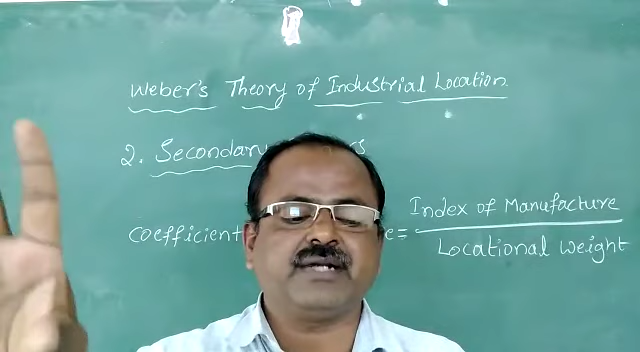 Weber's Theory of Industrial Location.
2. Secondary
Coefficient = Index of Manufacture
Locational Weight